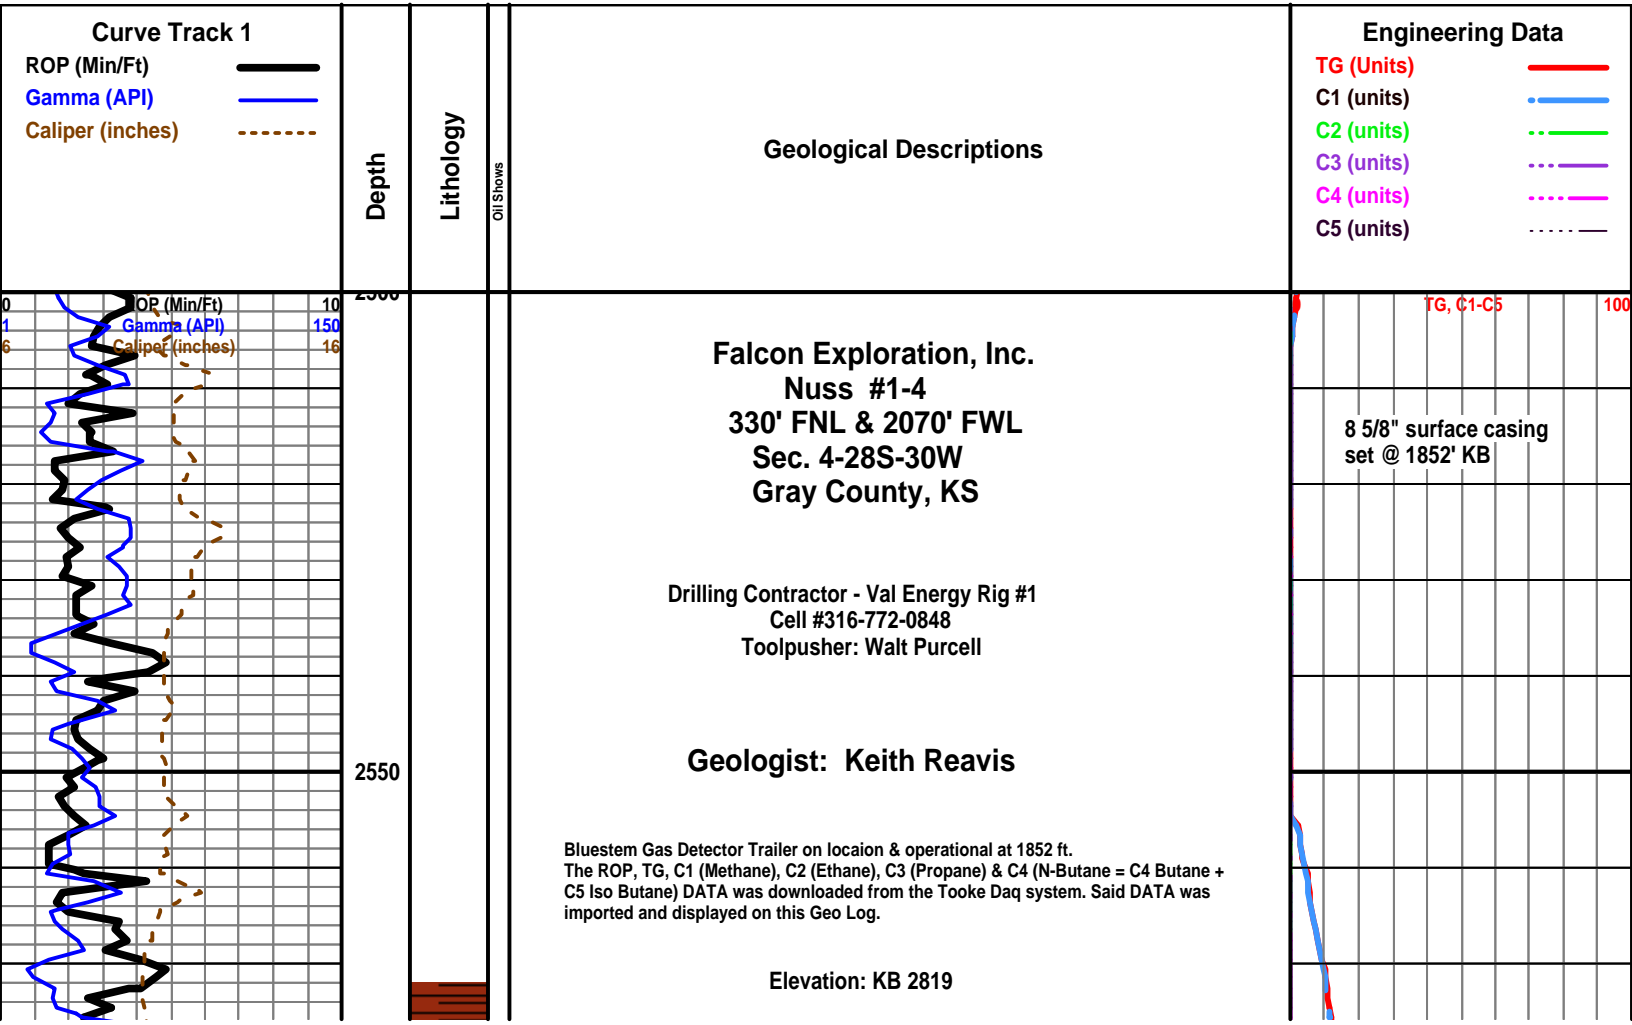 Curve Track 1
ROP (Min/Ft)
Gamma (API)
Caliper (inches)
Depth
Lithology
Oil Shows
Geological Descriptions
Engineering Data
TG (Units)
C1 (units)
C2 (units)
C3 (units)
C4 (units)
C5 (units)
0 ROP (Min/Ft) 10
1 Gamma (API) 150
6 Caliper (inches) 16
2500
TG, C1-C5 100
Falcon Exploration, Inc.
Nuss #1-4
330' FNL & 2070' FWL
Sec. 4-28S-30W
Gray County, KS
8 5/8" surface casing
set @ 1852' KB
Drilling Contractor - Val Energy Rig #1
Cell #316-772-0848
Toolpusher: Walt Purcell
Geologist: Keith Reavis
2550
Bluestem Gas Detector Trailer on locaion & operational at 1852 ft.
The ROP, TG, C1 (Methane), C2 (Ethane), C3 (Propane) & C4 (N-Butane = C4 Butane +
C5 Iso Butane) DATA was downloaded from the Tooke Daq system. Said DATA was
imported and displayed on this Geo Log.
Elevation: KB 2819